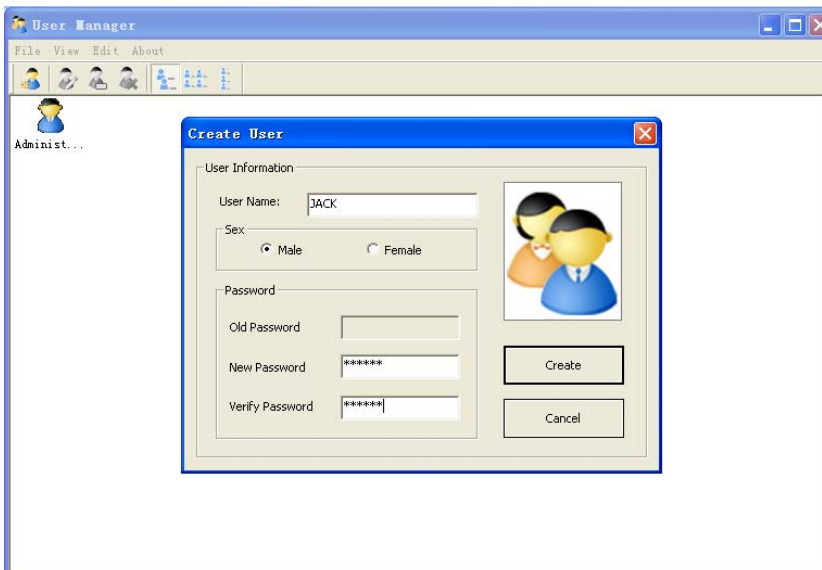 User Manager
File View Edit About
Administ...
Create User
User Information
User Name: JACK
Sex
Male Female
Password
Old Password
New Password ******
Verify Password ******
Create
Cancel